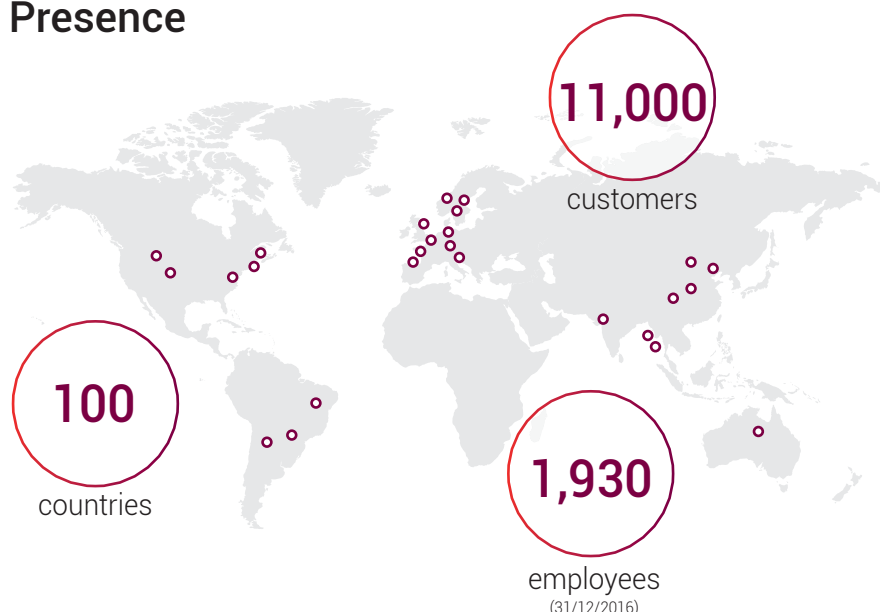 Presence
11,000
customers
100
countries
1,930
employees
(31/12/2016)